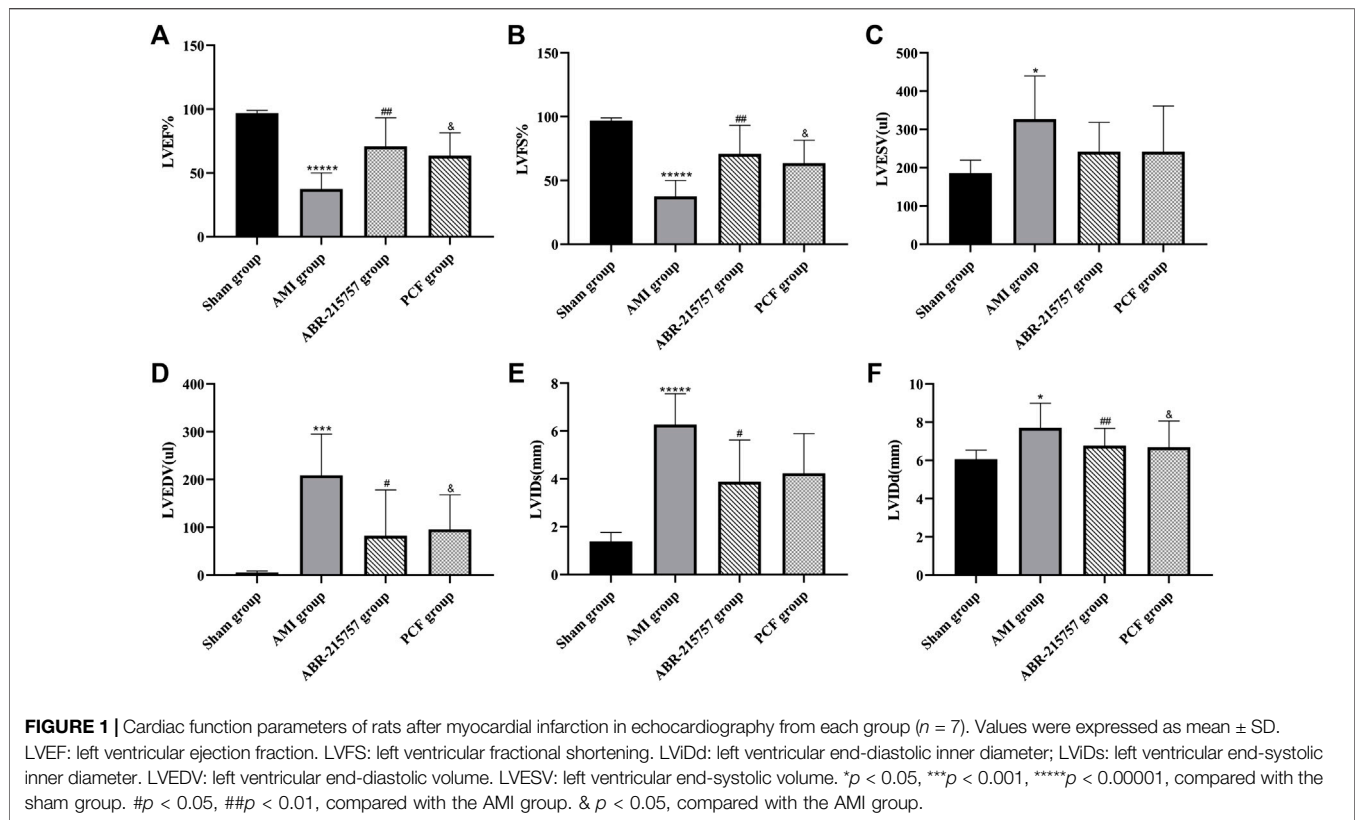 A
150
100
50
0
LVEF%
*****
##
&
Sham group
AMI group
ABR-215757 group
PCF group
B
150
100
50
0
LVFS%
*****
##
&
Sham group
AMI group
ABR-215757 group
PCF group
C
500
400
300
200
100
0
LVESV(ul)
*
Sham group
AMI group
ABR-215757 group
PCF group
D
400
300
200
100
0
LVEDV(ul)
***
#
&
Sham group
AMI group
ABR-215757 group
PCF group
E
8
6
4
2
0
LVIDs(mm)
*****
#
Sham group
AMI group
ABR-215757 group
PCF group
F
10
8
6
4
2
0
LVIDd(mm)
*
##
&
Sham group
AMI group
ABR-215757 group
PCF group
FIGURE 1 | Cardiac function parameters of rats after myocardial infarction in echocardiography from each group (n = 7). Values were expressed as mean ± SD.
LVEF: left ventricular ejection fraction. LVFS: left ventricular fractional shortening. LViDd: left ventricular end-diastolic inner diameter; LViDs: left ventricular end-systolic
inner diameter. LVEDV: left ventricular end-diastolic volume. LVESV: left ventricular end-systolic volume. *p < 0.05, ***p < 0.001, *****p < 0.00001, compared with the
sham group. #p < 0.05, ##p < 0.01, compared with the AMI group. & p < 0.05, compared with the AMI group.